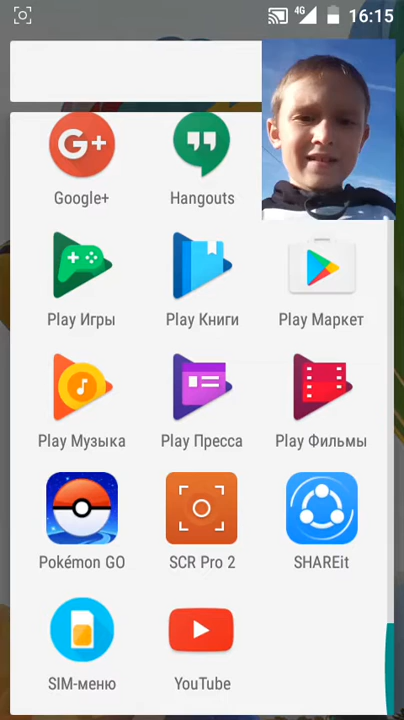 4G 16:15
G+
Google+ Hangouts
Play Игры Play Книги Play Маркет
Play Музыка Play Пресса Play Фильмы
Pokémon GO SCR Pro 2 SHAREit
SIM-меню YouTube